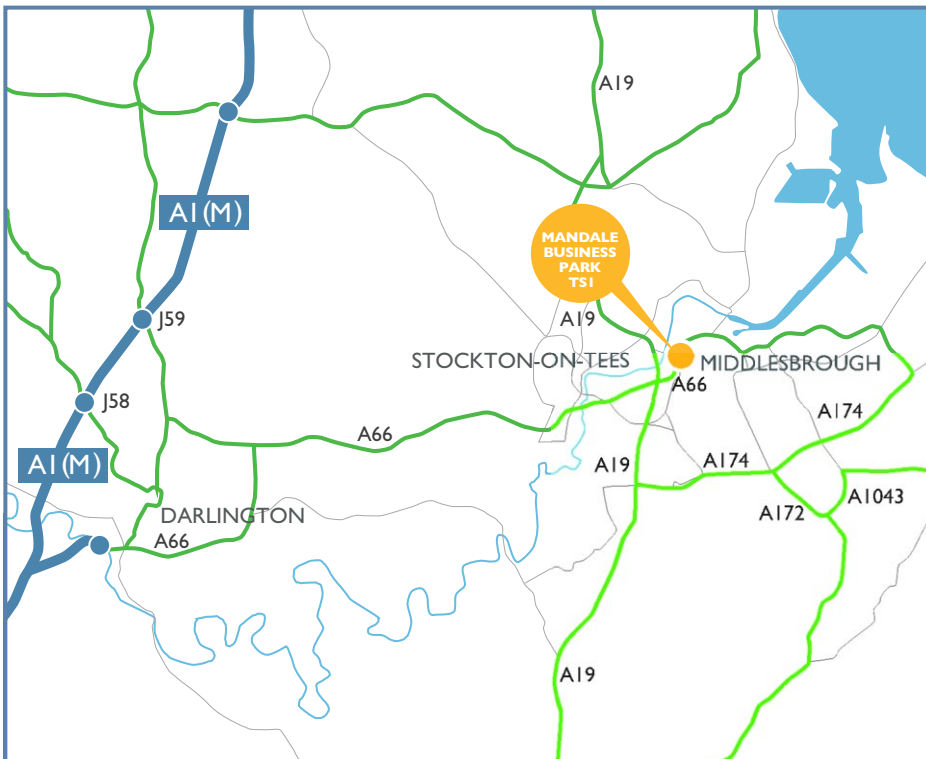 A19
A1(M)
MANDALE
BUSINESS
PARK
TS1
J59
A19
STOCKTON-ON-TEES
MIDDLESBROUGH
A66
J58
A174
A66
A1(M)
A19
A174
A1043
A172
DARLINGTON
A66
A19